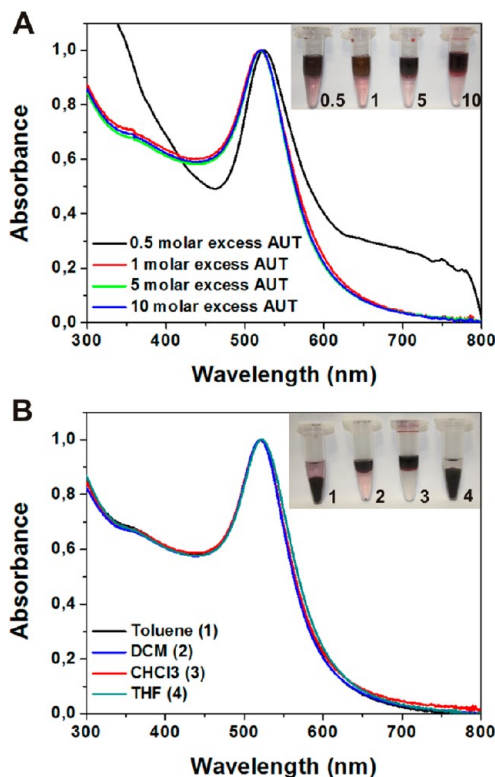 A
Absorbance
1,0
0,8
0,6
0,4
0,2
0,0
0.5
1
5
10
0.5 molar excess AUT
1 molar excess AUT
5 molar excess AUT
10 molar excess AUT
300 400 500 600 700 800
Wavelength (nm)
B
Absorbance
1,0
0,8
0,6
0,4
0,2
0,0
1
2
3
4
Toluene (1)
DCM (2)
CHCl3 (3)
THF (4)
300 400 500 600 700 800
Wavelength (nm)